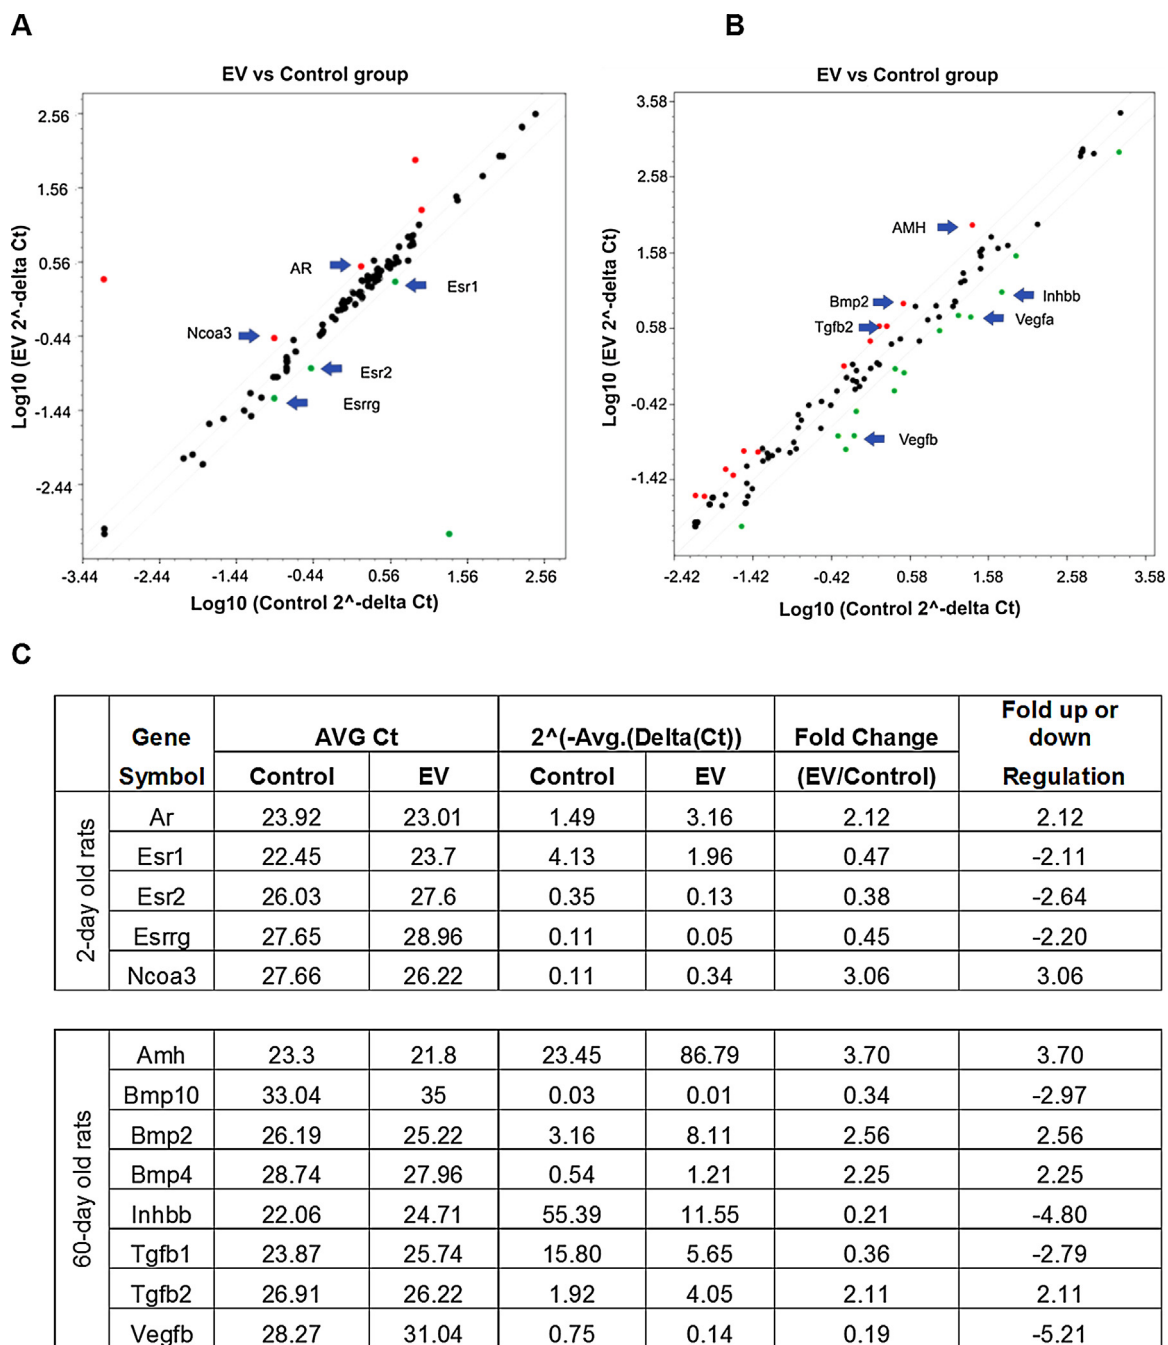 A
B
EV vs Control group
EV vs Control group
Log10 (EV 2^-delta Ct)
2.56
1.56
0.56
-0.44
-1.44
-2.44
AR
Esr1
Ncoa3
Esr2
Esrrg
-3.44 -2.44 -1.44 -0.44 0.56 1.56 2.56
Log10 (Control 2^-delta Ct)
Log10 (EV 2^-delta Ct)
3.58
2.58
1.58
0.58
-0.42
-1.42
AMH
Bmp2
Inhbb
Tgfb2
Vegfa
Vegfb
-2.42 -1.42 -0.42 0.58 1.58 2.58 3.58
Log10 (Control 2^-delta Ct)
C
Gene Symbol AVG Ct 2^(-Avg.(Delta(Ct)) Fold Change (EV/Control) Fold up or down Regulation
Control EV Control EV
2-day old rats
Ar 23.92 23.01 1.49 3.16 2.12 2.12
Esr1 22.45 23.7 4.13 1.96 0.47 -2.11
Esr2 26.03 27.6 0.35 0.13 0.38 -2.64
Esrrg 27.65 28.96 0.11 0.05 0.45 -2.20
Ncoa3 27.66 26.22 0.11 0.34 3.06 3.06
60-day old rats
Amh 23.3 21.8 23.45 86.79 3.70 3.70
Bmp10 33.04 35 0.03 0.01 0.34 -2.97
Bmp2 26.19 25.22 3.16 8.11 2.56 2.56
Bmp4 28.74 27.96 0.54 1.21 2.25 2.25
Inhbb 22.06 24.71 55.39 11.55 0.21 -4.80
Tgfb1 23.87 25.74 15.80 5.65 0.36 -2.79
Tgfb2 26.91 26.22 1.92 4.05 2.11 2.11
Vegfb 28.27 31.04 0.75 0.14 0.19 -5.21